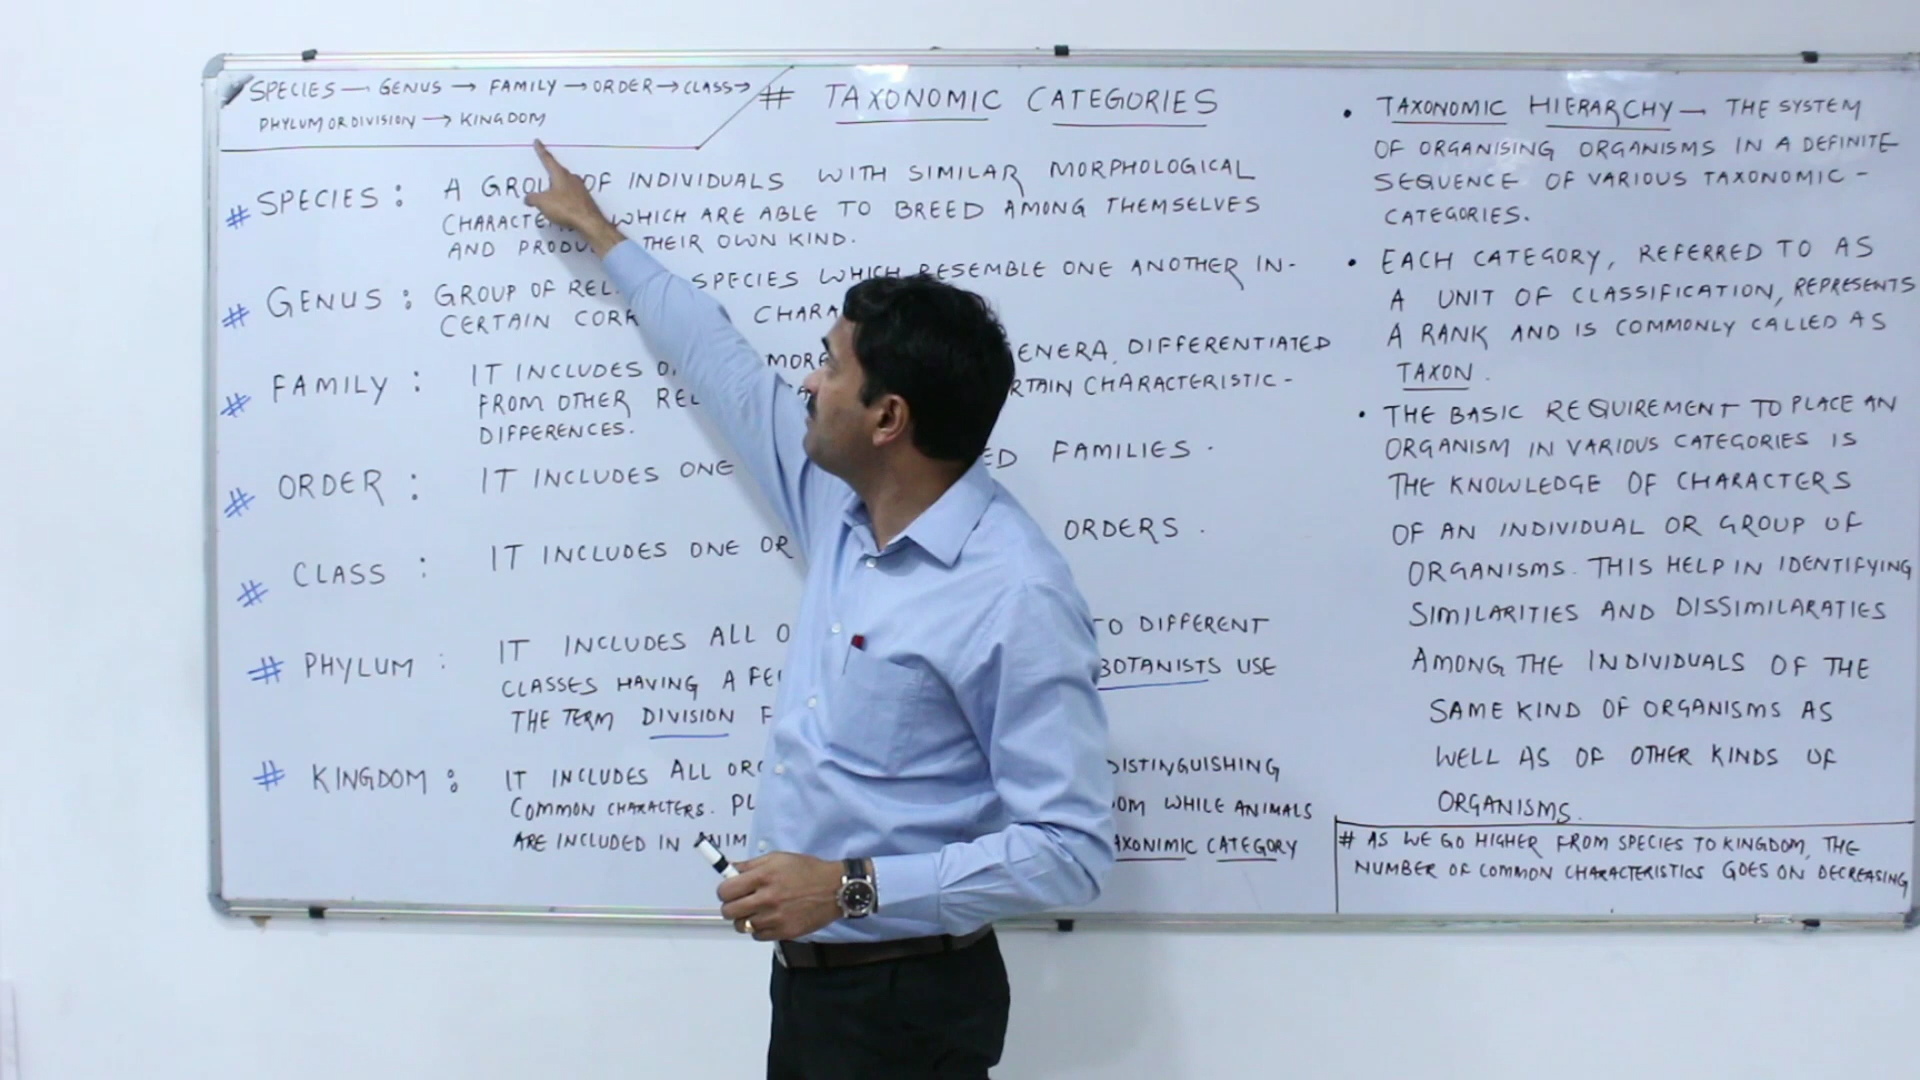 SPECIES — GENUS → FAMILY → ORDER → CLASS →
PHYLUM OR DIVISION → KINGDOM
# TAXONOMIC CATEGORIES
# SPECIES : A GROUP OF INDIVIDUALS WITH SIMILAR MORPHOLOGICAL
WHICH ARE ABLE TO BREED AMONG THEMSELVES
AND THEIR OWN KIND.
# GENUS : GROUP OF SPECIES WHICH RESEMBLE ONE ANOTHER IN-
CERTAIN
# FAMILY : IT INCLUDES DIFFERENTIATED
FROM OTHER CHARACTERISTIC -
DIFFERENCES.
# ORDER : IT INCLUDES ONE FAMILIES .
# CLASS : IT INCLUDES ONE OR ORDERS .
# PHYLUM : IT INCLUDES ALL TO DIFFERENT
CLASSES HAVING A BOTANISTS USE
THE TERM DIVISION
# KINGDOM : IT INCLUDES ALL DISTINGUISHING
COMMON CHARACTERS. WHILE ANIMALS
ARE INCLUDED IN CATEGORY
• TAXONOMIC HIERARCHY — THE SYSTEM
OF ORGANISING ORGANISMS IN A DEFINITE
SEQUENCE OF VARIOUS TAXONOMIC -
CATEGORIES.
• EACH CATEGORY, REFERRED TO AS
A UNIT OF CLASSIFICATION, REPRESENTS
A RANK AND IS COMMONLY CALLED AS
TAXON .
• THE BASIC REQUIREMENT TO PLACE AN
ORGANISM IN VARIOUS CATEGORIES IS
THE KNOWLEDGE OF CHARACTERS
OF AN INDIVIDUAL OR GROUP OF
ORGANISMS. THIS HELP IN IDENTIFYING
SIMILARITIES AND DISSIMILARATIES
AMONG THE INDIVIDUALS OF THE
SAME KIND OF ORGANISMS AS
WELL AS OF OTHER KINDS OF
ORGANISMS.
# AS WE GO HIGHER FROM SPECIES TO KINGDOM, THE
NUMBER OF COMMON CHARACTERISTICS GOES ON DECREASING